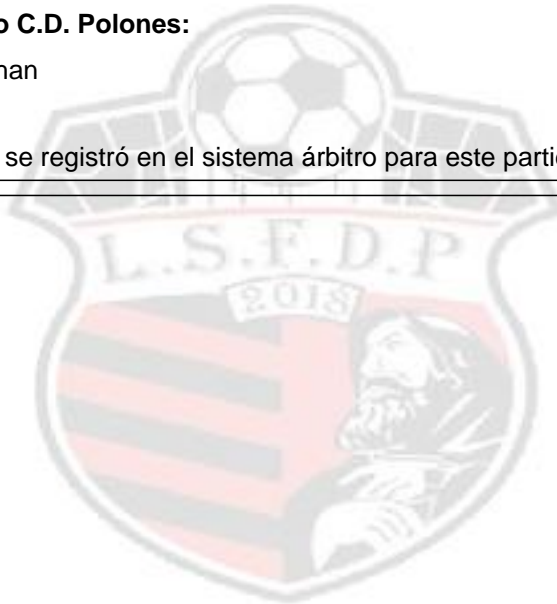 o C.D. Polones:
nan
se registró en el sistema árbitro para este parti
L.S.F.D.P
2018